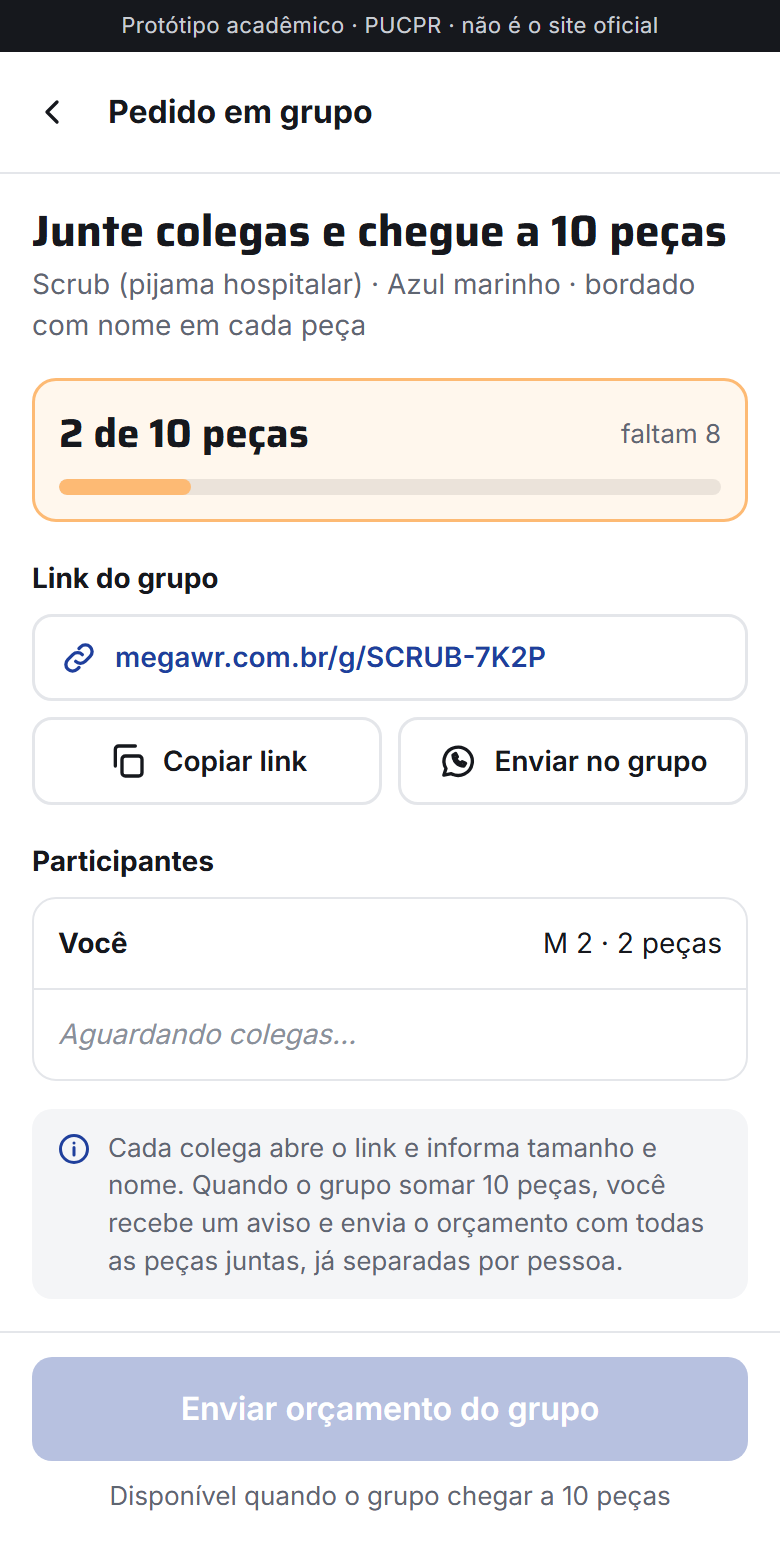 Protótipo acadêmico · PUCPR · não é o site oficial
Pedido em grupo
Junte colegas e chegue a 10 peças
Scrub (pijama hospitalar) · Azul marinho · bordado
com nome em cada peça
2 de 10 peças
faltam 8
Link do grupo
megawr.com.br/g/SCRUB-7K2P
Copiar link
Enviar no grupo
Participantes
Você
M 2 · 2 peças
Aguardando colegas...
Cada colega abre o link e informa tamanho e
nome. Quando o grupo somar 10 peças, você
recebe um aviso e envia o orçamento com todas
as peças juntas, já separadas por pessoa.
Enviar orçamento do grupo
Disponível quando o grupo chegar a 10 peças